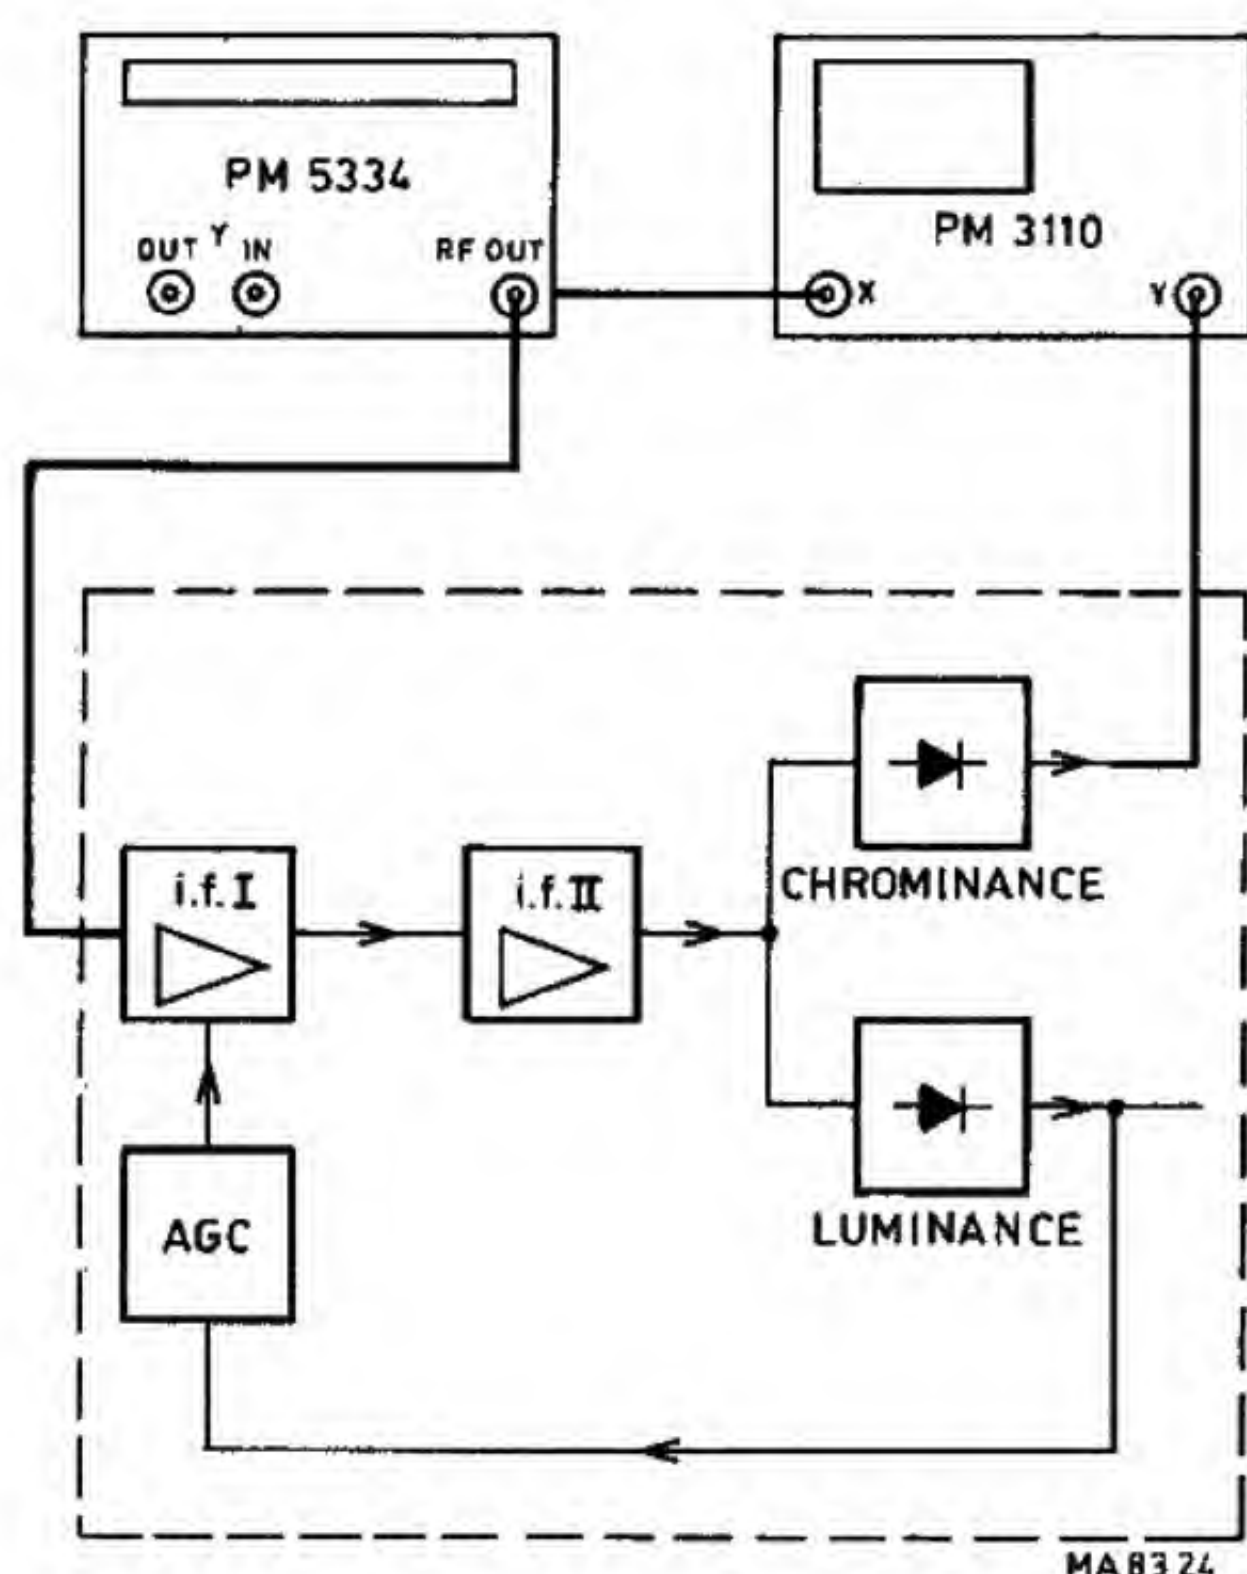 PM 5334
OUT Y IN
RF OUT
PM 3110
X
Y
CHROMINANCE
i.f. I
i.f. II
AGC
LUMINANCE
MA8324